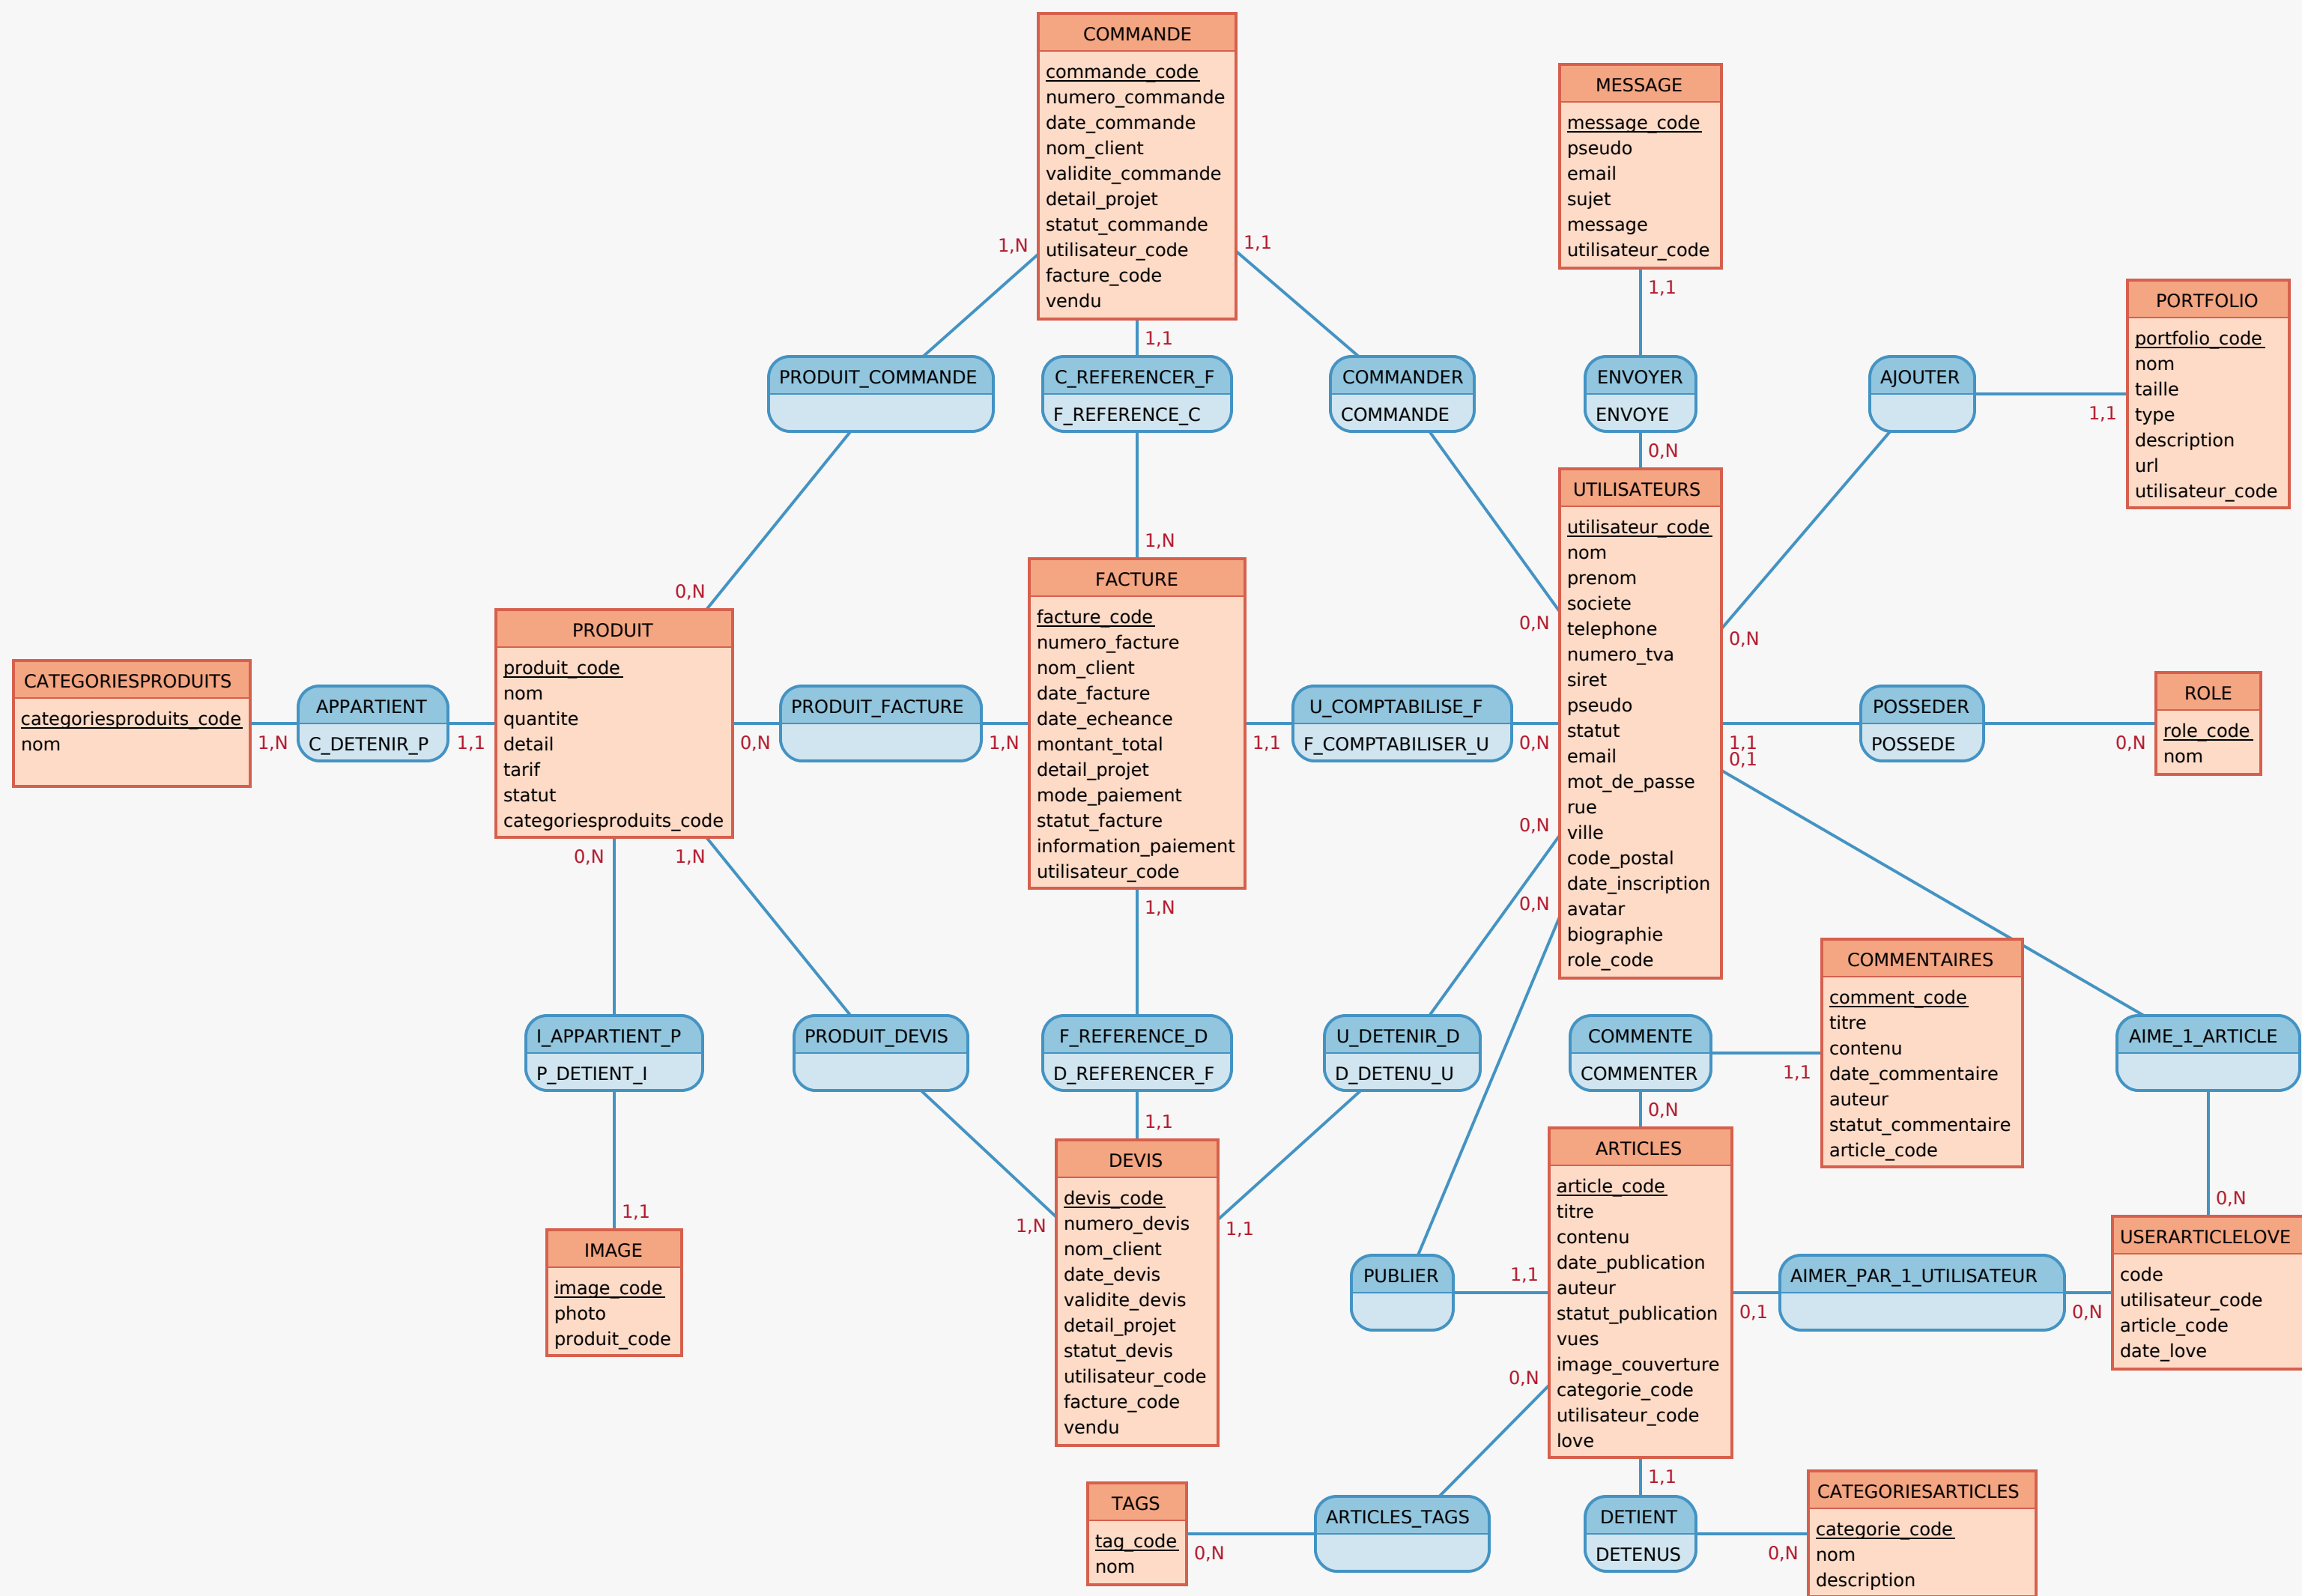 COMMANDE
commande_code
numero_commande
date_commande
nom_client
validite_commande
detail_projet
statut_commande
utilisateur_code
facture_code
vendu
1,N
1,1
1,1
MESSAGE
message_code
pseudo
email
sujet
message
utilisateur_code
1,1
PORTFOLIO
portfolio_code
nom
taille
type
description
url
utilisateur_code
1,1
PRODUIT_COMMANDE
C_REFERENCER_F
F_REFERENCE_C
COMMANDER
COMMANDE
ENVOYER
ENVOYE
AJOUTER
0,N
1,N
0,N
0,N
0,N
UTILISATEURS
utilisateur_code
nom
prenom
societe
telephone
numero_tva
siret
pseudo
statut
email
mot_de_passe
rue
ville
code_postal
date_inscription
avatar
biographie
role_code
FACTURE
facture_code
numero_facture
nom_client
date_facture
date_echeance
montant_total
detail_projet
mode_paiement
statut_facture
information_paiement
utilisateur_code
PRODUIT
produit_code
nom
quantite
detail
tarif
statut
categoriesproduits_code
CATEGORIESPRODUITS
categoriesproduits_code
nom
1,N
APPARTIENT
C_DETENIR_P
1,1
0,N
PRODUIT_FACTURE
1,N
1,1
U_COMPTABILISE_F
F_COMPTABILISER_U
0,N
1,1
0,1
POSSEDER
POSSEDE
0,N
ROLE
role_code
nom
0,N
1,N
1,N
0,N
0,N
I_APPARTIENT_P
P_DETIENT_I
PRODUIT_DEVIS
F_REFERENCE_D
D_REFERENCER_F
U_DETENIR_D
D_DETENU_U
COMMENTE
COMMENTER
1,1
COMMENTAIRES
comment_code
titre
contenu
date_commentaire
auteur
statut_commentaire
article_code
AIME_1_ARTICLE
1,1
1,N
1,1
1,1
0,N
0,N
IMAGE
image_code
photo
produit_code
DEVIS
devis_code
numero_devis
nom_client
date_devis
validite_devis
detail_projet
statut_devis
utilisateur_code
facture_code
vendu
PUBLIER
1,1
ARTICLES
article_code
titre
contenu
date_publication
auteur
statut_publication
vues
image_couverture
categorie_code
utilisateur_code
love
0,1
AIMER_PAR_1_UTILISATEUR
0,N
USERARTICLELOVE
code
utilisateur_code
article_code
date_love
0,N
1,1
TAGS
tag_code
nom
0,N
ARTICLES_TAGS
DETIENT
DETENUS
0,N
CATEGORIESARTICLES
categorie_code
nom
description